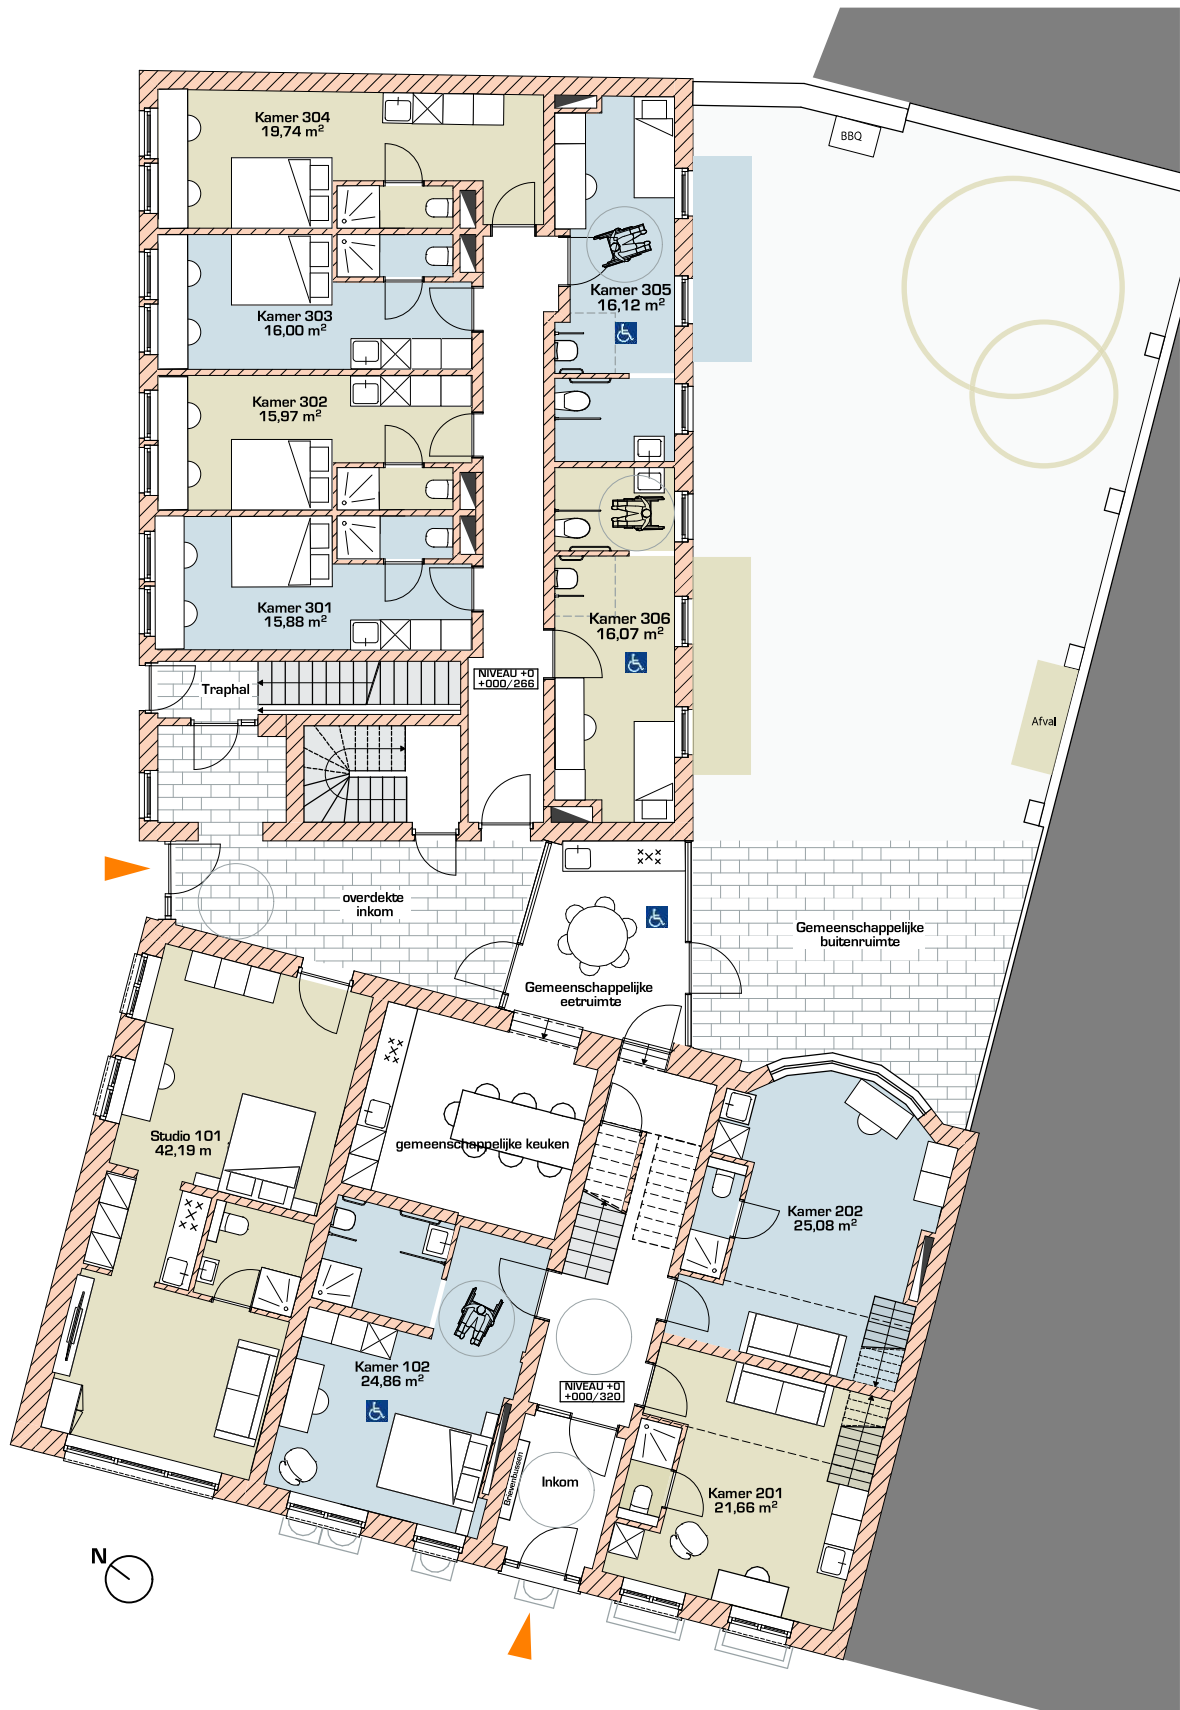 Kamer 304
19,74 m²
BBQ
Kamer 303
16,00 m²
Kamer 305
16,12 m²
Kamer 302
15,97 m²
Kamer 301
15,88 m²
Kamer 306
16,07 m²
Traphal
NIVEAU +0
+000/266
Afval
overdekte
inkom
Gemeenschappelijke
buitenruimte
Gemeenschappelijke
eetruimte
Studio 101
42,19 m
gemeenschappelijke keuken
Kamer 202
25,08 m²
Kamer 102
24,86 m²
NIVEAU +0
+000/320
Brievenbussen
Inkom
Kamer 201
21,66 m²
N